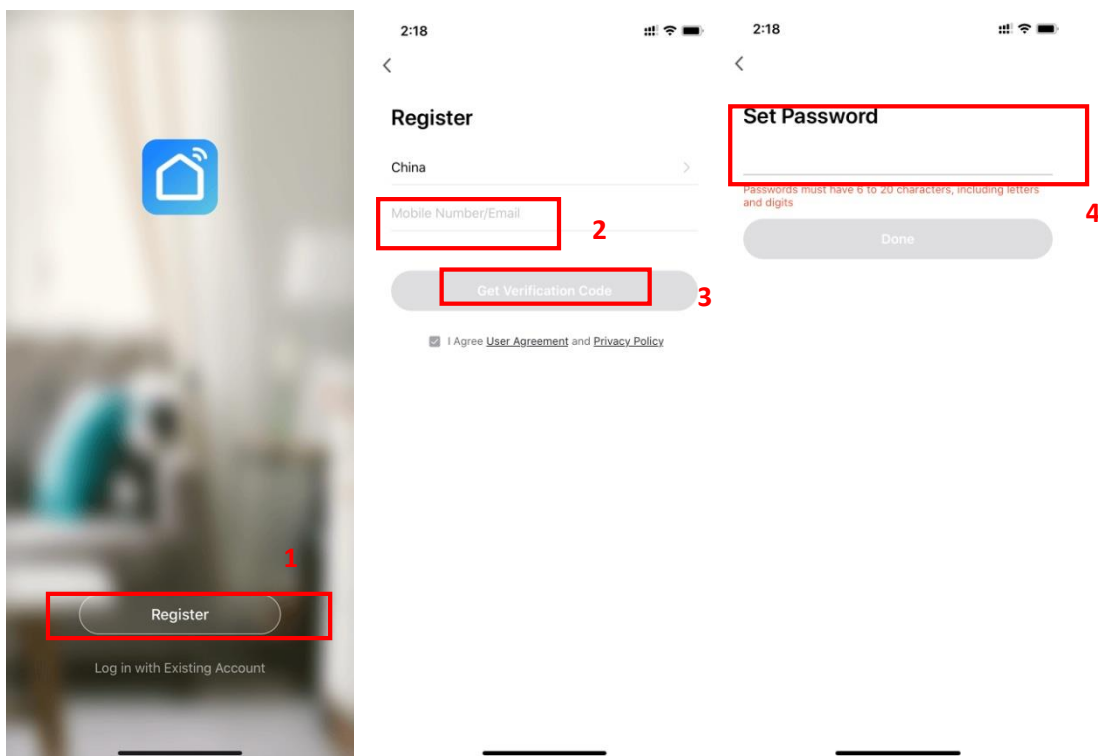 1
Register
Log in with Existing Account
2:18
Register
China
Mobile Number/Email
2
Get Verification Code
3
I Agree User Agreement and Privacy Policy
2:18
Set Password
Passwords must have 6 to 20 characters, including letters
and digits
4
Done